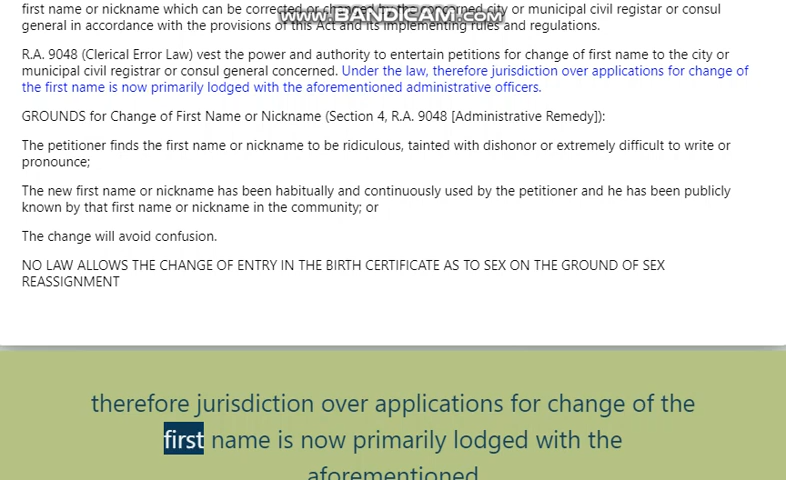 first name or nickname which can be corrected or changed by the concerned city or municipal civil registar or consul
www.BANDICAM.com
general in accordance with the provisions of this Act and its implementing rules and regulations.
R.A. 9048 (Clerical Error Law) vest the power and authority to entertain petitions for change of first name to the city or
municipal civil registrar or consul general concerned. Under the law, therefore jurisdiction over applications for change of
the first name is now primarily lodged with the aforementioned administrative officers.
GROUNDS for Change of First Name or Nickname (Section 4, R.A. 9048 [Administrative Remedy]):
The petitioner finds the first name or nickname to be ridiculous, tainted with dishonor or extremely difficult to write or
pronounce;
The new first name or nickname has been habitually and continuously used by the petitioner and he has been publicly
known by that first name or nickname in the community; or
The change will avoid confusion.
NO LAW ALLOWS THE CHANGE OF ENTRY IN THE BIRTH CERTIFICATE AS TO SEX ON THE GROUND OF SEX
REASSIGNMENT
therefore jurisdiction over applications for change of the
first name is now primarily lodged with the
aforementioned